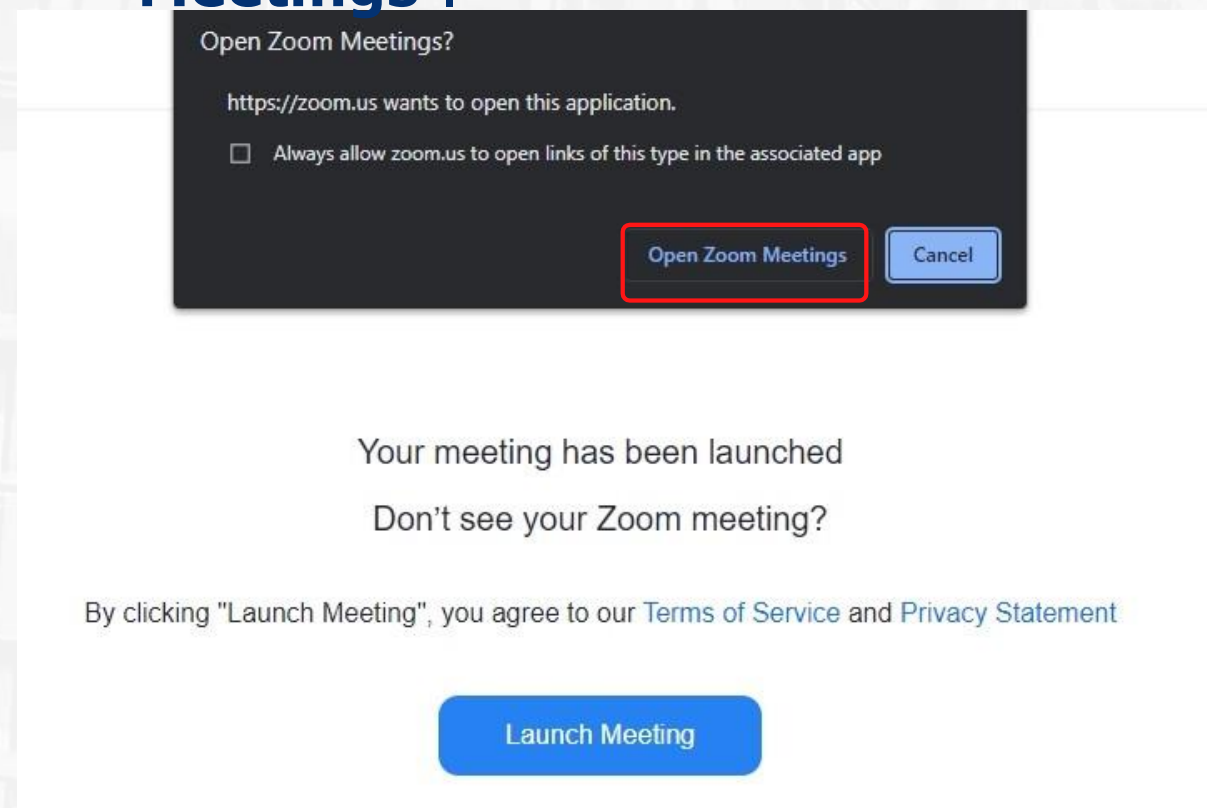 Meetings".
Open Zoom Meetings?
https://zoom.us wants to open this application.
Always allow zoom.us to open links of this type in the associated app
Open Zoom Meetings
Cancel
Your meeting has been launched
Don’t see your Zoom meeting?
By clicking "Launch Meeting", you agree to our Terms of Service and Privacy Statement
Launch Meeting